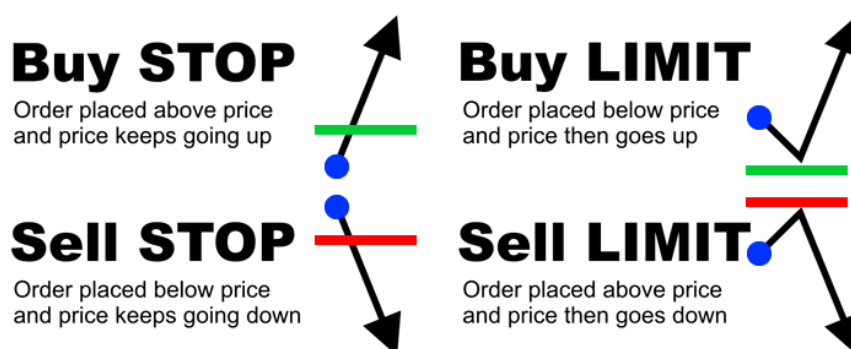 Buy STOP
Order placed above price
and price keeps going up
Sell STOP
Order placed below price
and price keeps going down
Buy LIMIT
Order placed below price
and price then goes up
Sell LIMIT
Order placed above price
and price then goes down